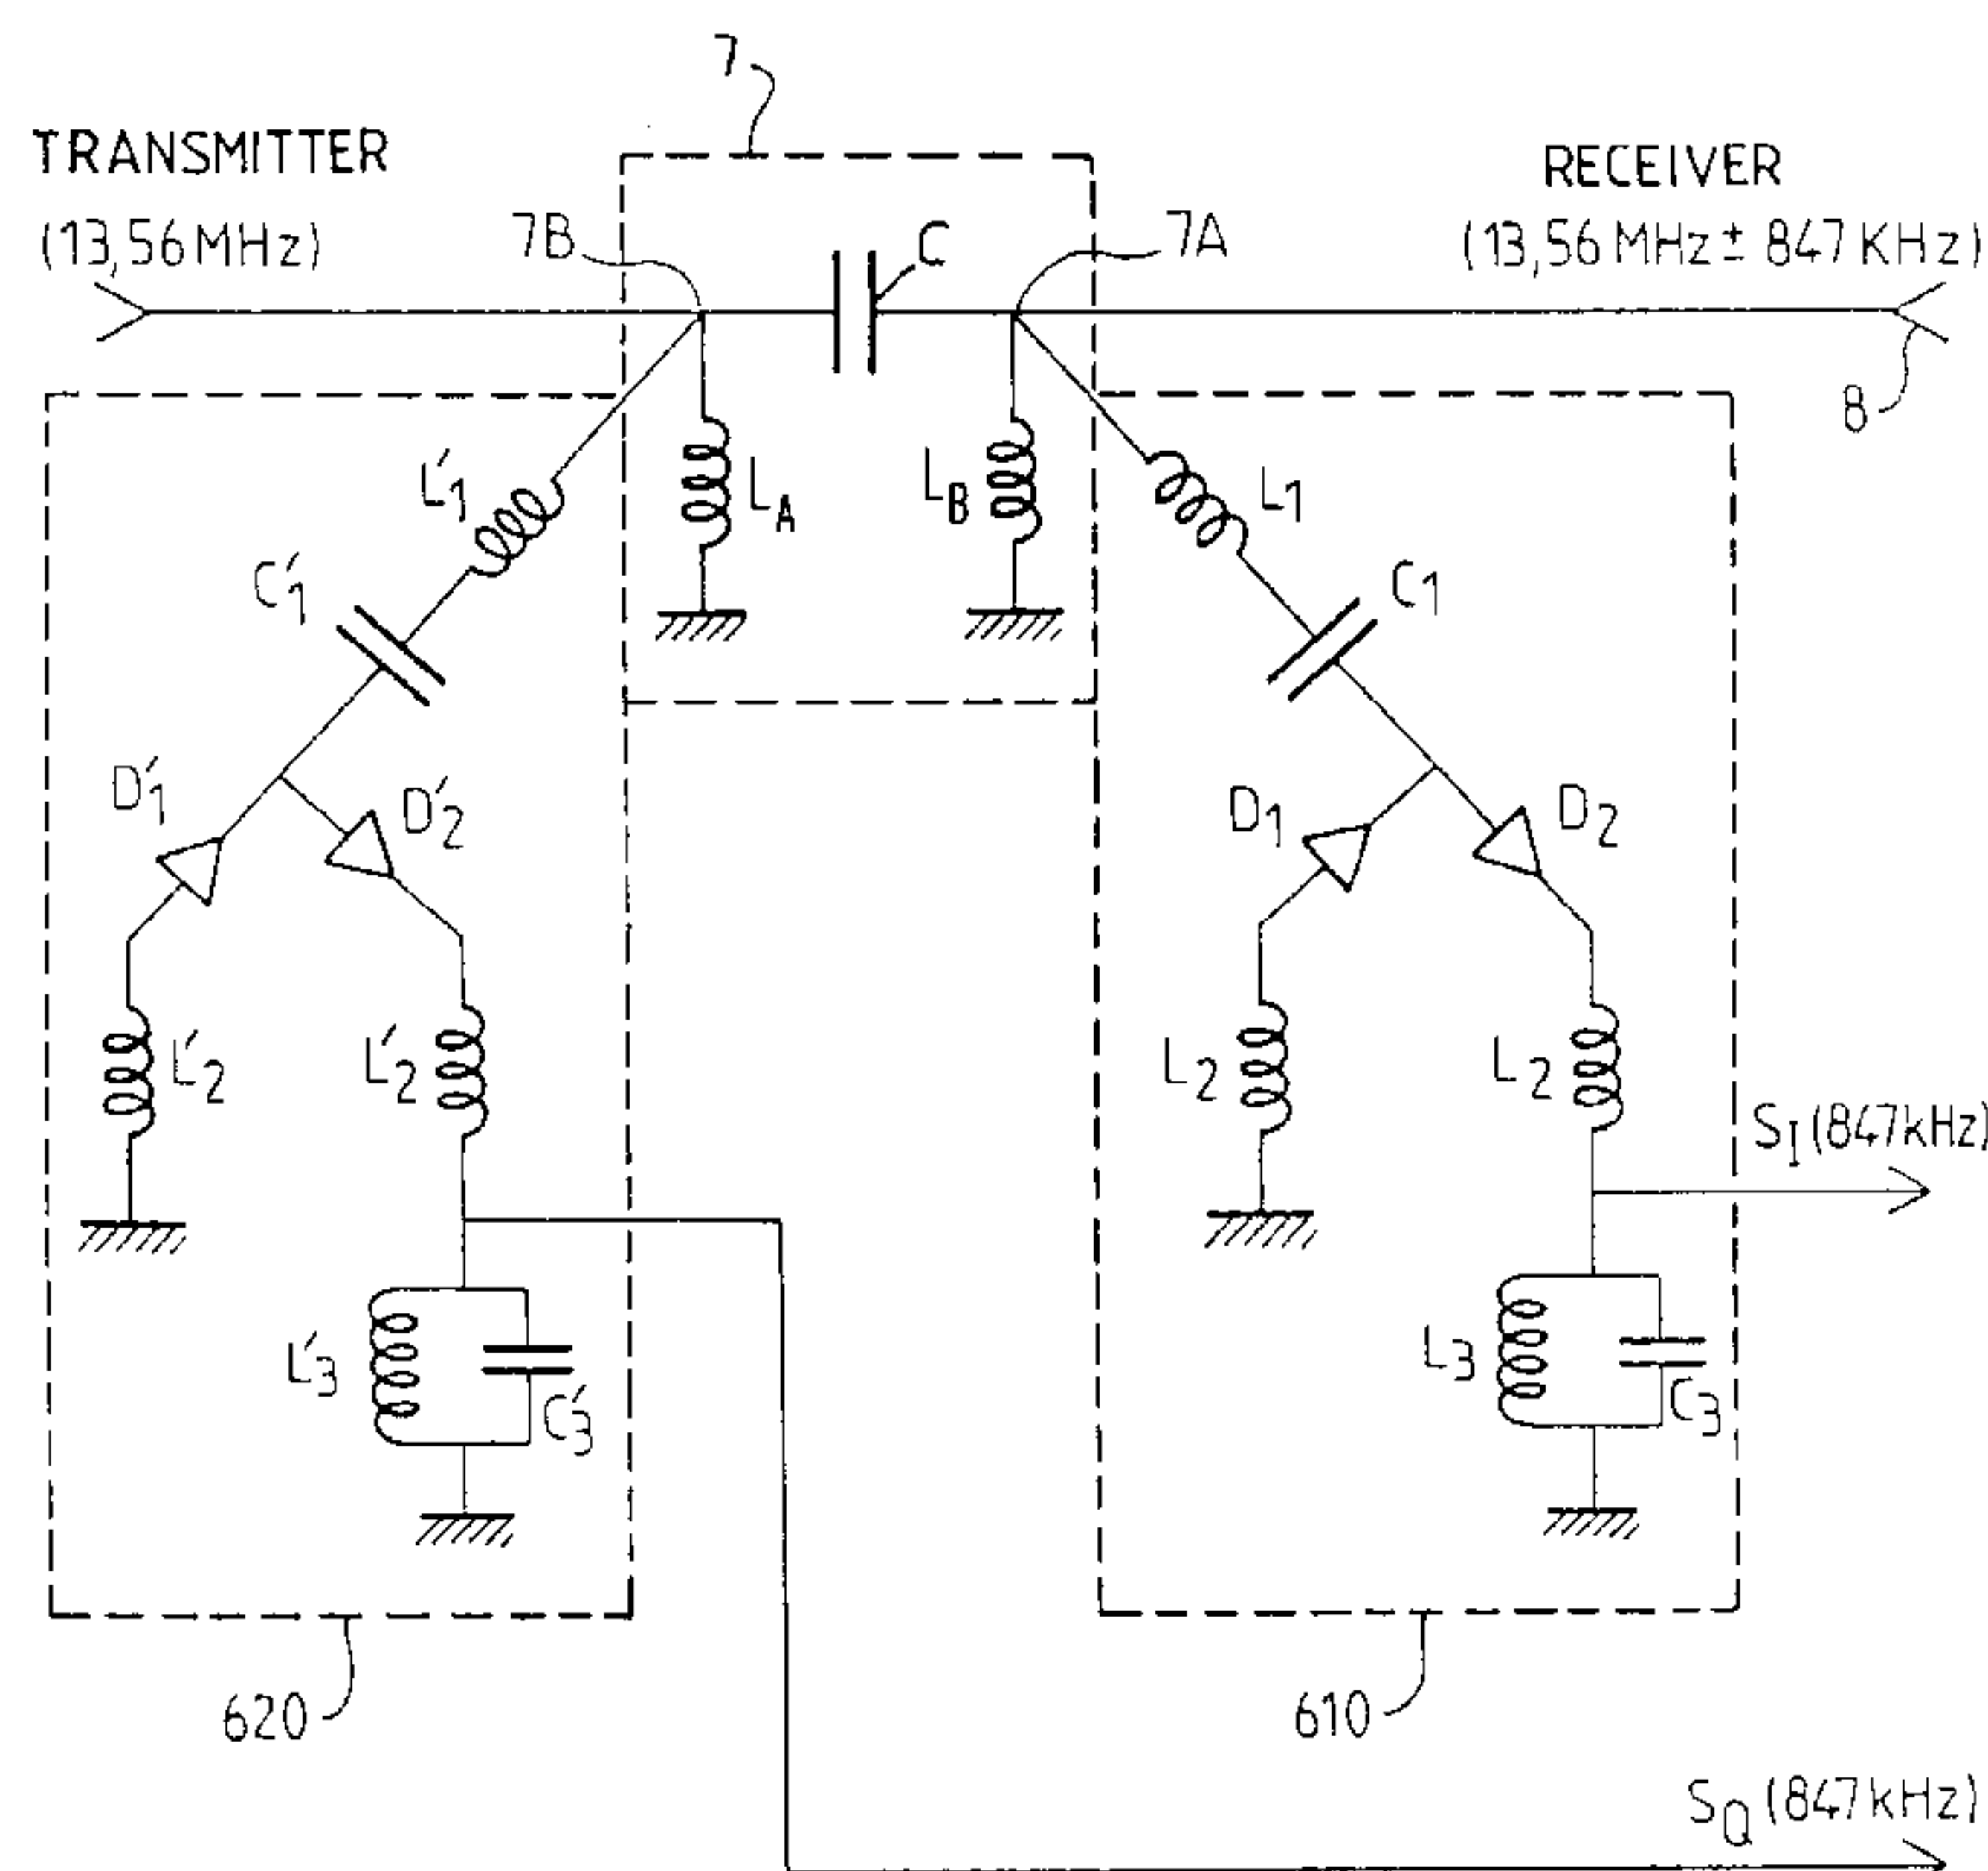 7
TRANSMITTER
(13,56 MHz)
RECEIVER
(13,56 MHz ± 847 KHz)
7B
C
7A
8
L'1
LA
LB
L1
C'1
C1
D'1
D'2
D1
D2
L'2
L'2
L2
L2
SI (847kHz)
L'3
C'3
L3
C3
620
610
SQ (847kHz)